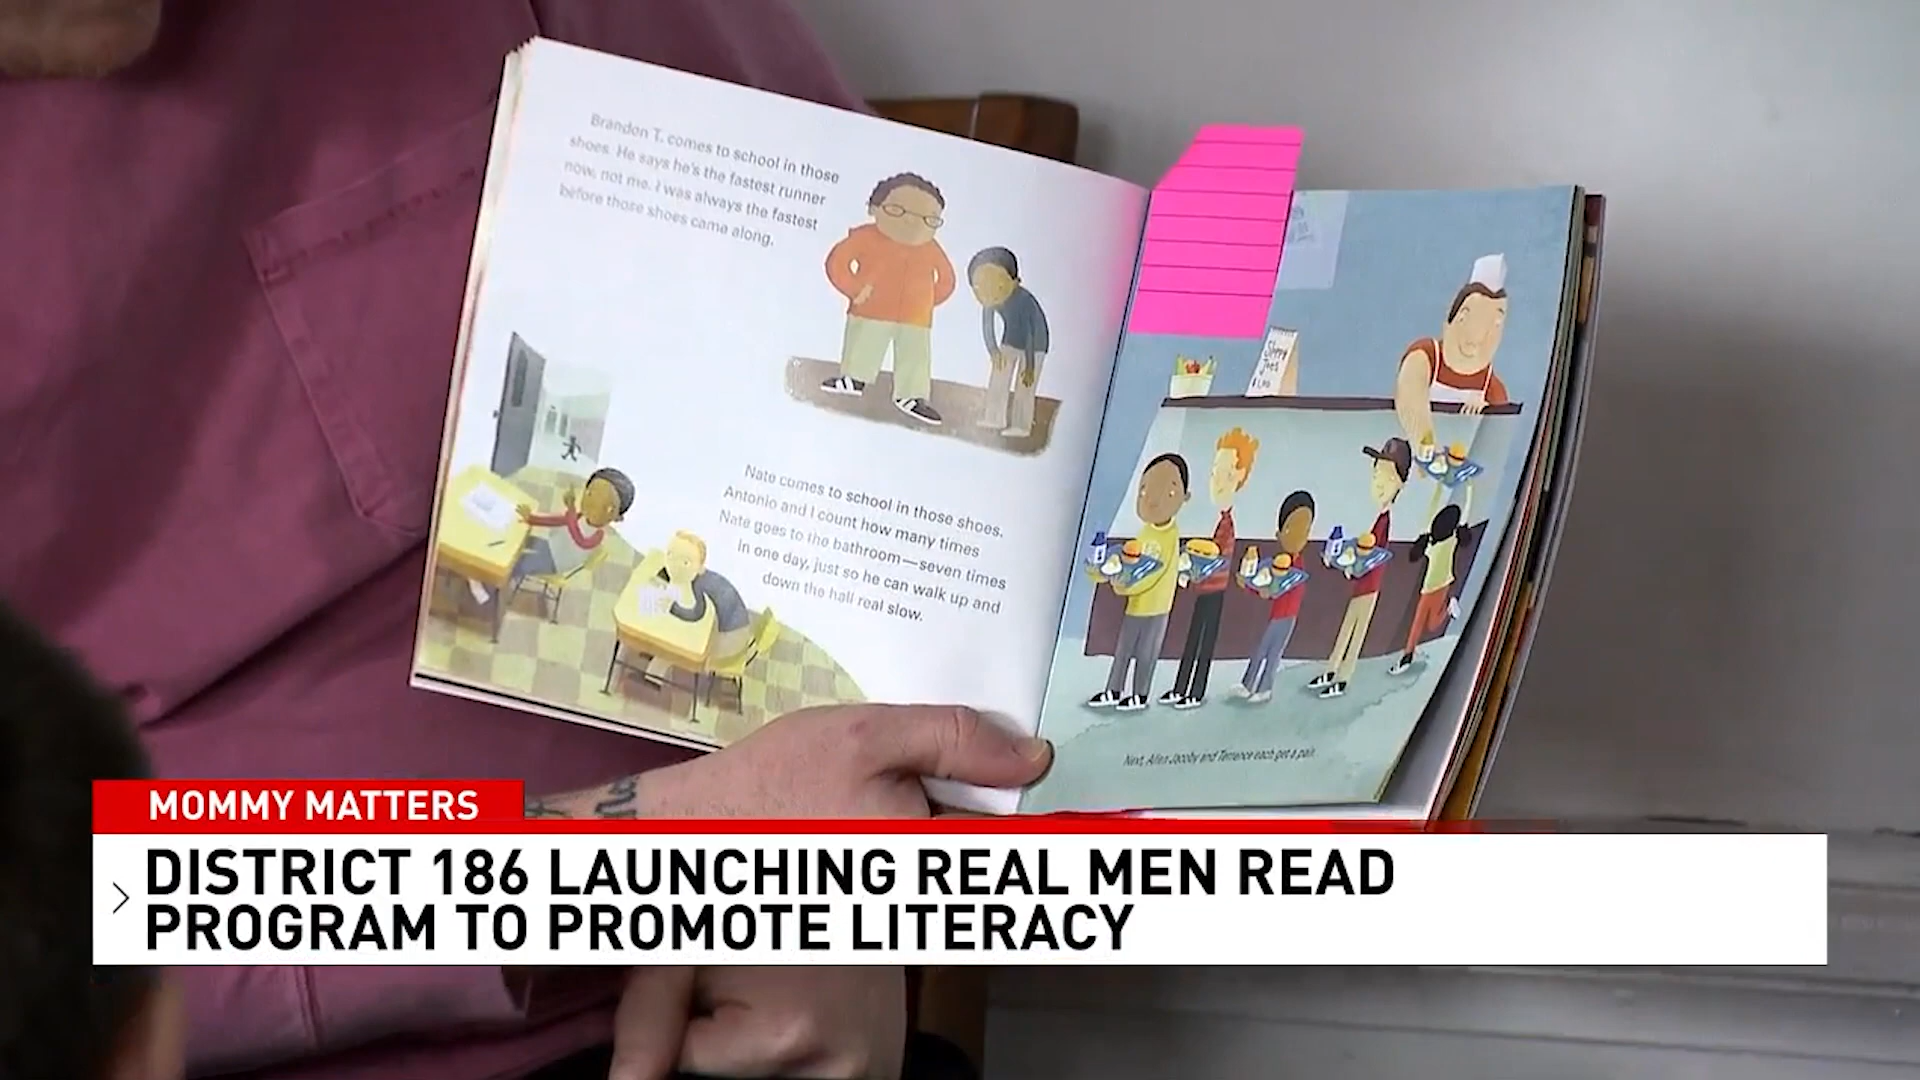 Brandon T. comes to school in those
shoes. He says he's the fastest runner
now, not me. I was always the fastest
before those shoes came along.
Nate comes to school in those shoes.
Antonio and I count how many times
Nate goes to the bathroom—seven times
in one day, just so he can walk up and
down the hall real slow.
Sloppy
Joes
Next, Allen Jacoby and Terrence each get a pair.
MOMMY MATTERS
DISTRICT 186 LAUNCHING REAL MEN READ
PROGRAM TO PROMOTE LITERACY